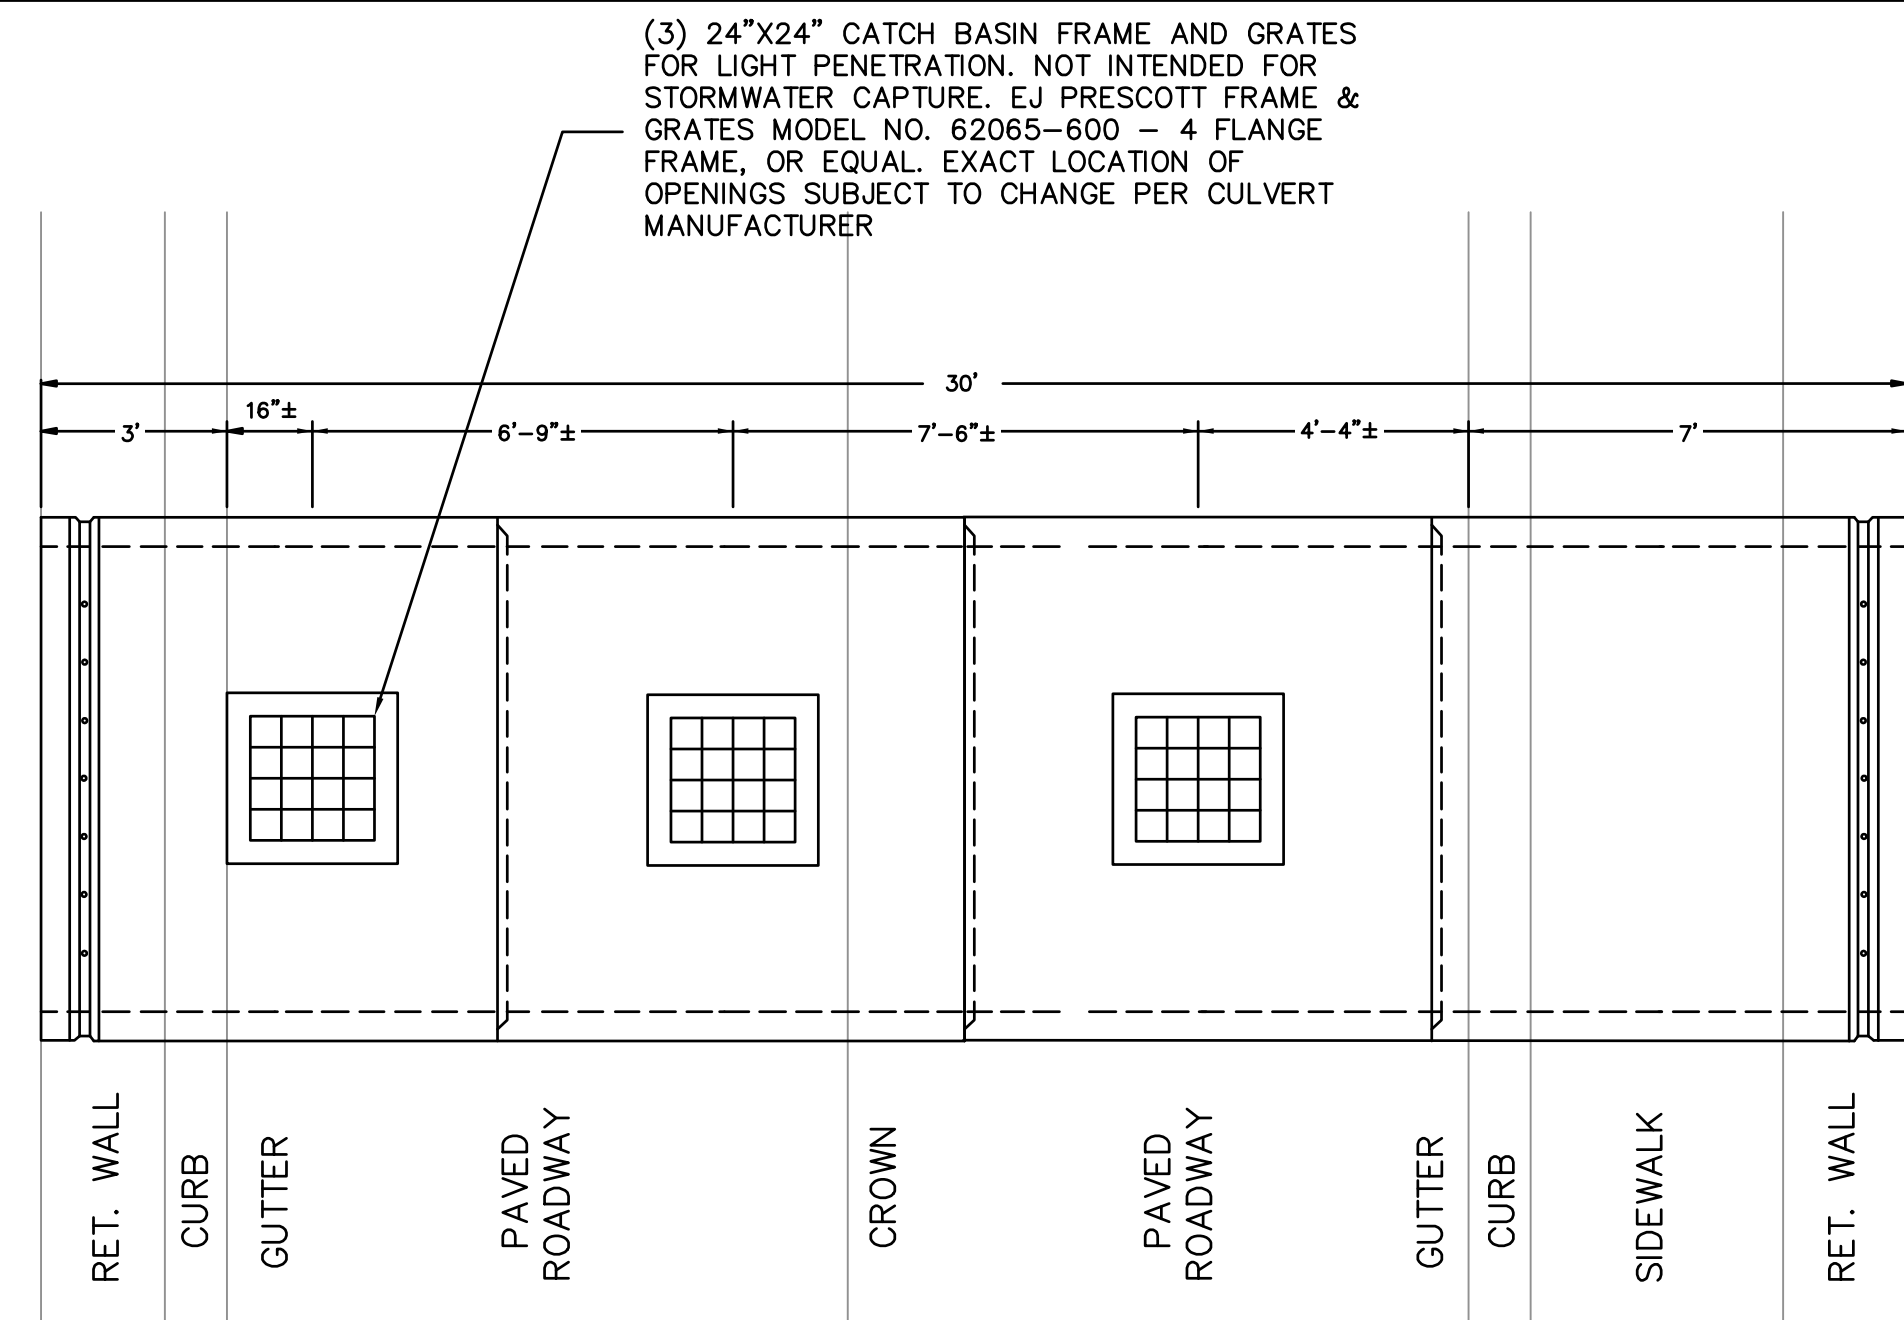 (3) 24”X24” CATCH BASIN FRAME AND GRATES
FOR LIGHT PENETRATION. NOT INTENDED FOR
STORMWATER CAPTURE. EJ PRESCOTT FRAME &
GRATES MODEL NO. 62065-600 - 4 FLANGE
FRAME, OR EQUAL. EXACT LOCATION OF
OPENINGS SUBJECT TO CHANGE PER CULVERT
MANUFACTURER
30’
3’
16”±
6’-9”±
7’-6”±
4’-4”±
7’
RET. WALL
CURB
GUTTER
PAVED
ROADWAY
CROWN
PAVED
ROADWAY
GUTTER
CURB
SIDEWALK
RET. WALL